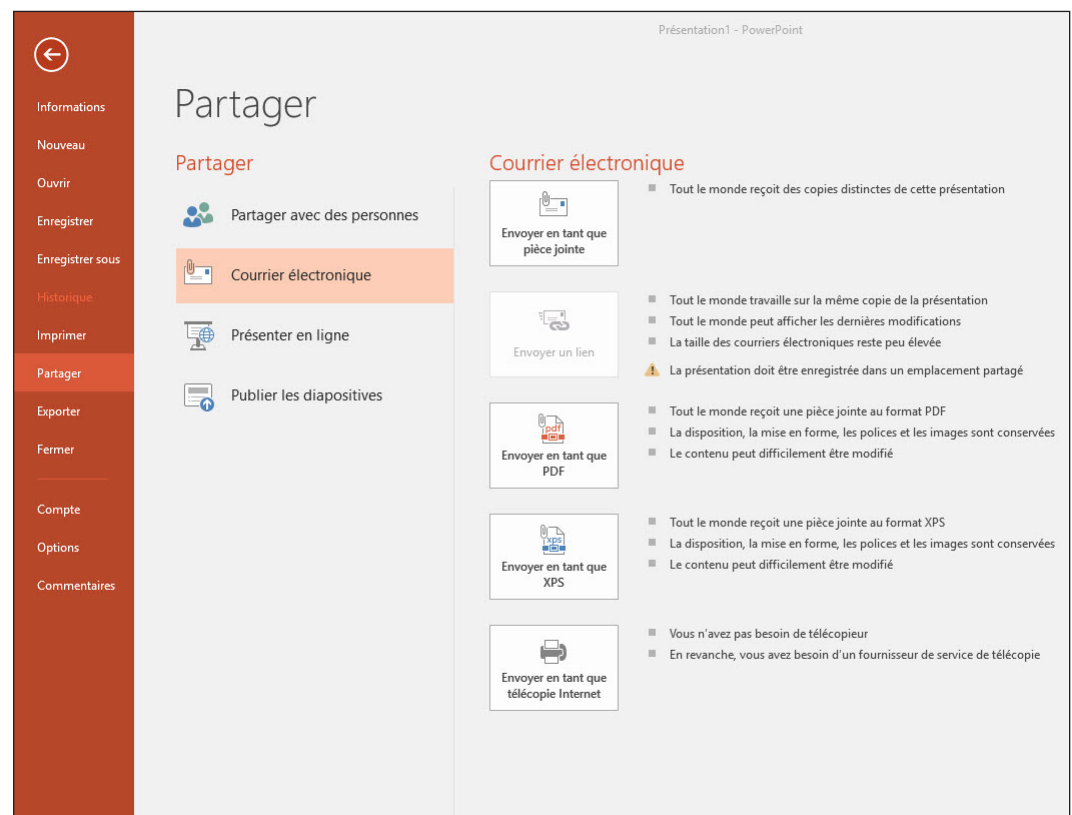 Présentation1 - PowerPoint
Informations
Nouveau
Ouvrir
Enregistrer
Enregistrer sous
Historique
Imprimer
Partager
Exporter
Fermer
Compte
Options
Commentaires
Partager
Partager
Partager avec des personnes
Courrier électronique
Présenter en ligne
Publier les diapositives
Courrier électronique
Envoyer en tant que
pièce jointe
Tout le monde reçoit des copies distinctes de cette présentation
Envoyer un lien
Tout le monde travaille sur la même copie de la présentation
Tout le monde peut afficher les dernières modifications
La taille des courriers électroniques reste peu élevée
La présentation doit être enregistrée dans un emplacement partagé
pdf
Envoyer en tant que
PDF
Tout le monde reçoit une pièce jointe au format PDF
La disposition, la mise en forme, les polices et les images sont conservées
Le contenu peut difficilement être modifié
xps
Envoyer en tant que
XPS
Tout le monde reçoit une pièce jointe au format XPS
La disposition, la mise en forme, les polices et les images sont conservées
Le contenu peut difficilement être modifié
Envoyer en tant que
télécopie Internet
Vous n'avez pas besoin de télécopieur
En revanche, vous avez besoin d'un fournisseur de service de télécopie